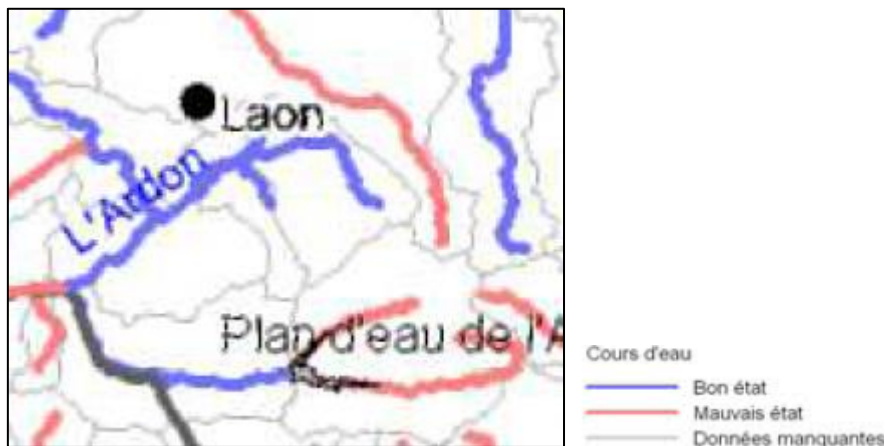 Laon
L'Ardon
Plan d'eau de l'A
Cours d'eau
Bon état
Mauvais état
Données manquantes